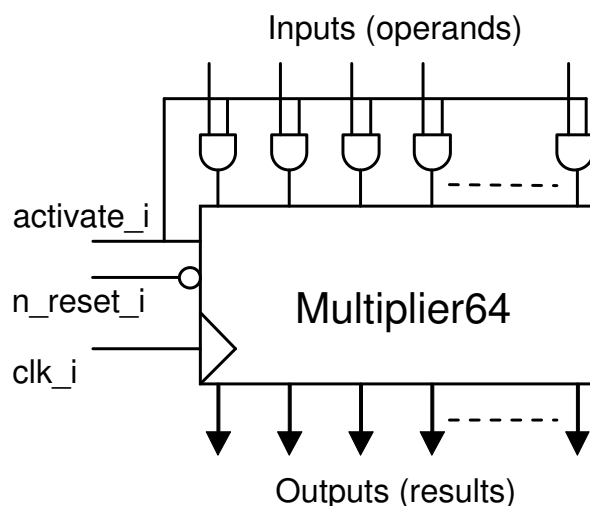 Inputs (operands)
activate_i
n_reset_i
Multiplier64
clk_i
Outputs (results)